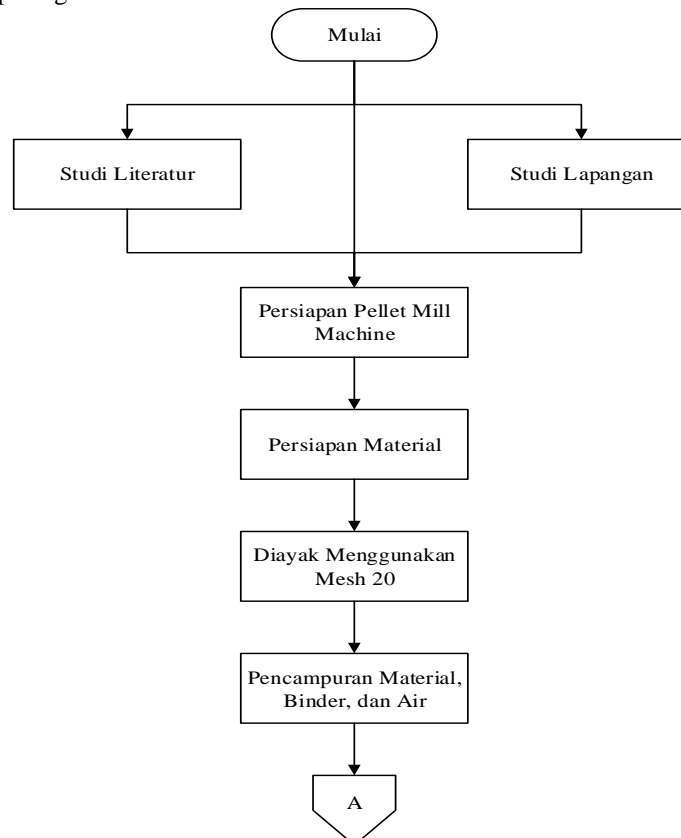 Mulai
Studi Literatur
Studi Lapangan
Persiapan Pellet Mill
Machine
Persiapan Material
Diayak Menggunakan
Mesh 20
Pencampuran Material,
Binder, dan Air
A